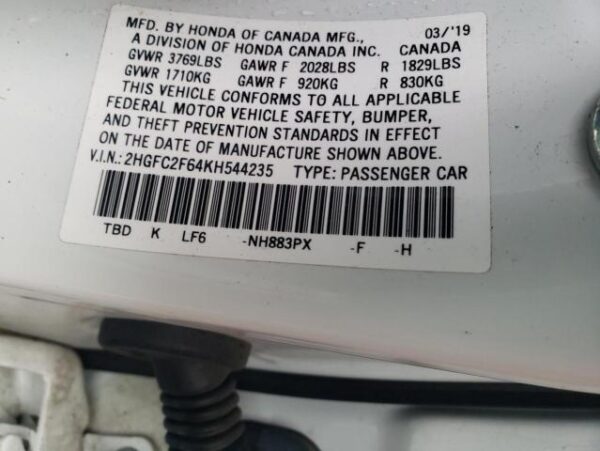 MFD. BY HONDA OF CANADA MFG., 03/'19
A DIVISION OF HONDA CANADA INC. CANADA
GVWR 3769LBS GAWR F 2028LBS R 1829LBS
GVWR 1710KG GAWR F 920KG R 830KG
THIS VEHICLE CONFORMS TO ALL APPLICABLE
FEDERAL MOTOR VEHICLE SAFETY, BUMPER,
AND THEFT PREVENTION STANDARDS IN EFFECT
ON THE DATE OF MANUFACTURE SHOWN ABOVE.
V.I.N.: 2HGFC2F64KH544235 TYPE: PASSENGER CAR
TBD K LF6 -NH883PX -F -H